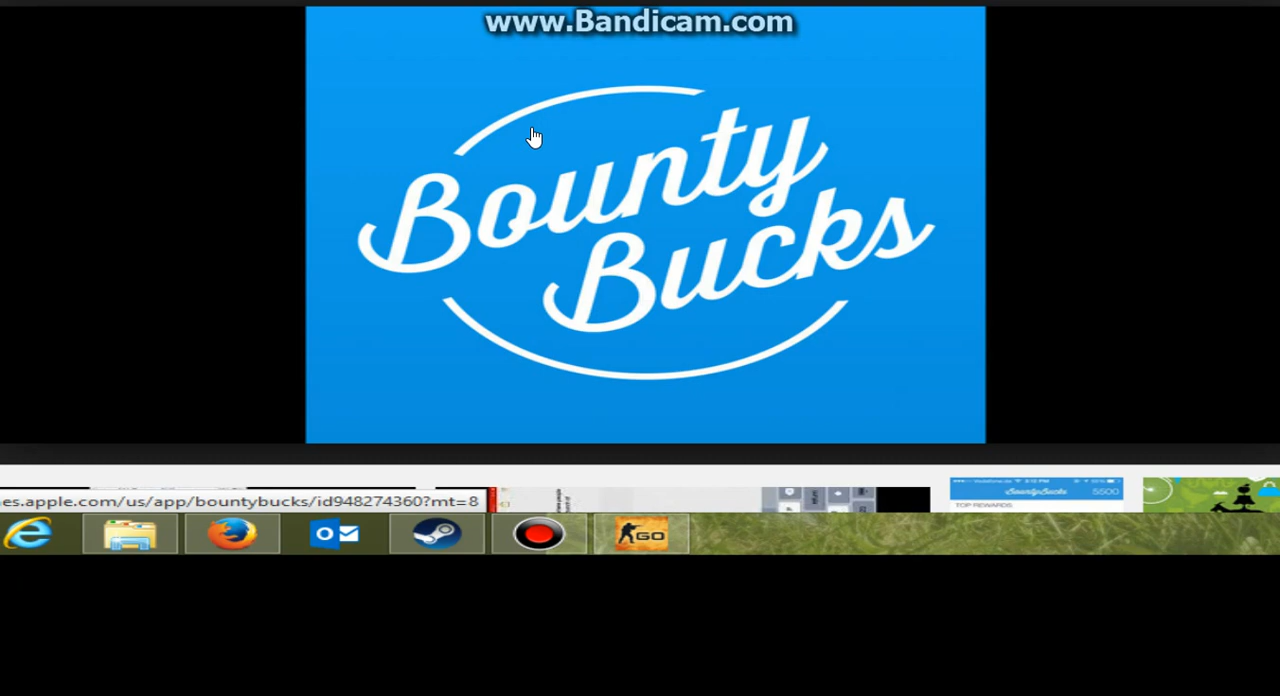 www.Bandicam.com
Bounty
Bucks
es.apple.com/us/app/bountybucks/id948274360?mt=8
BountyBucks 5500
TOP REWARDS
GO